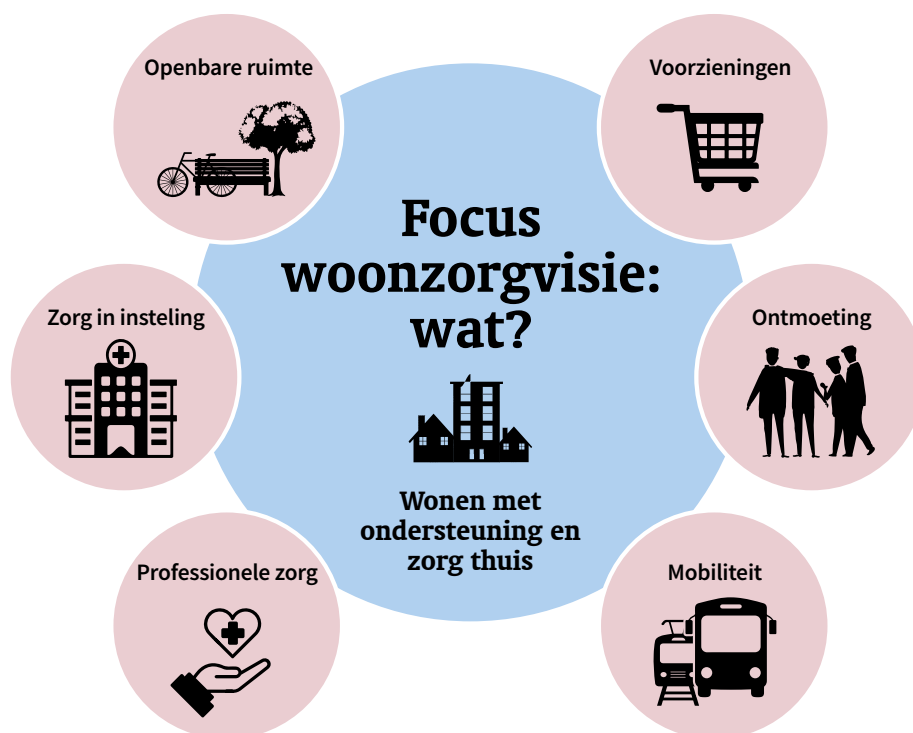 Openbare ruimte
Voorzieningen
Focus
woonzorgvisie:
wat?
Zorg in insteling
Ontmoeting
Wonen met
ondersteuning en
zorg thuis
Professionele zorg
Mobiliteit